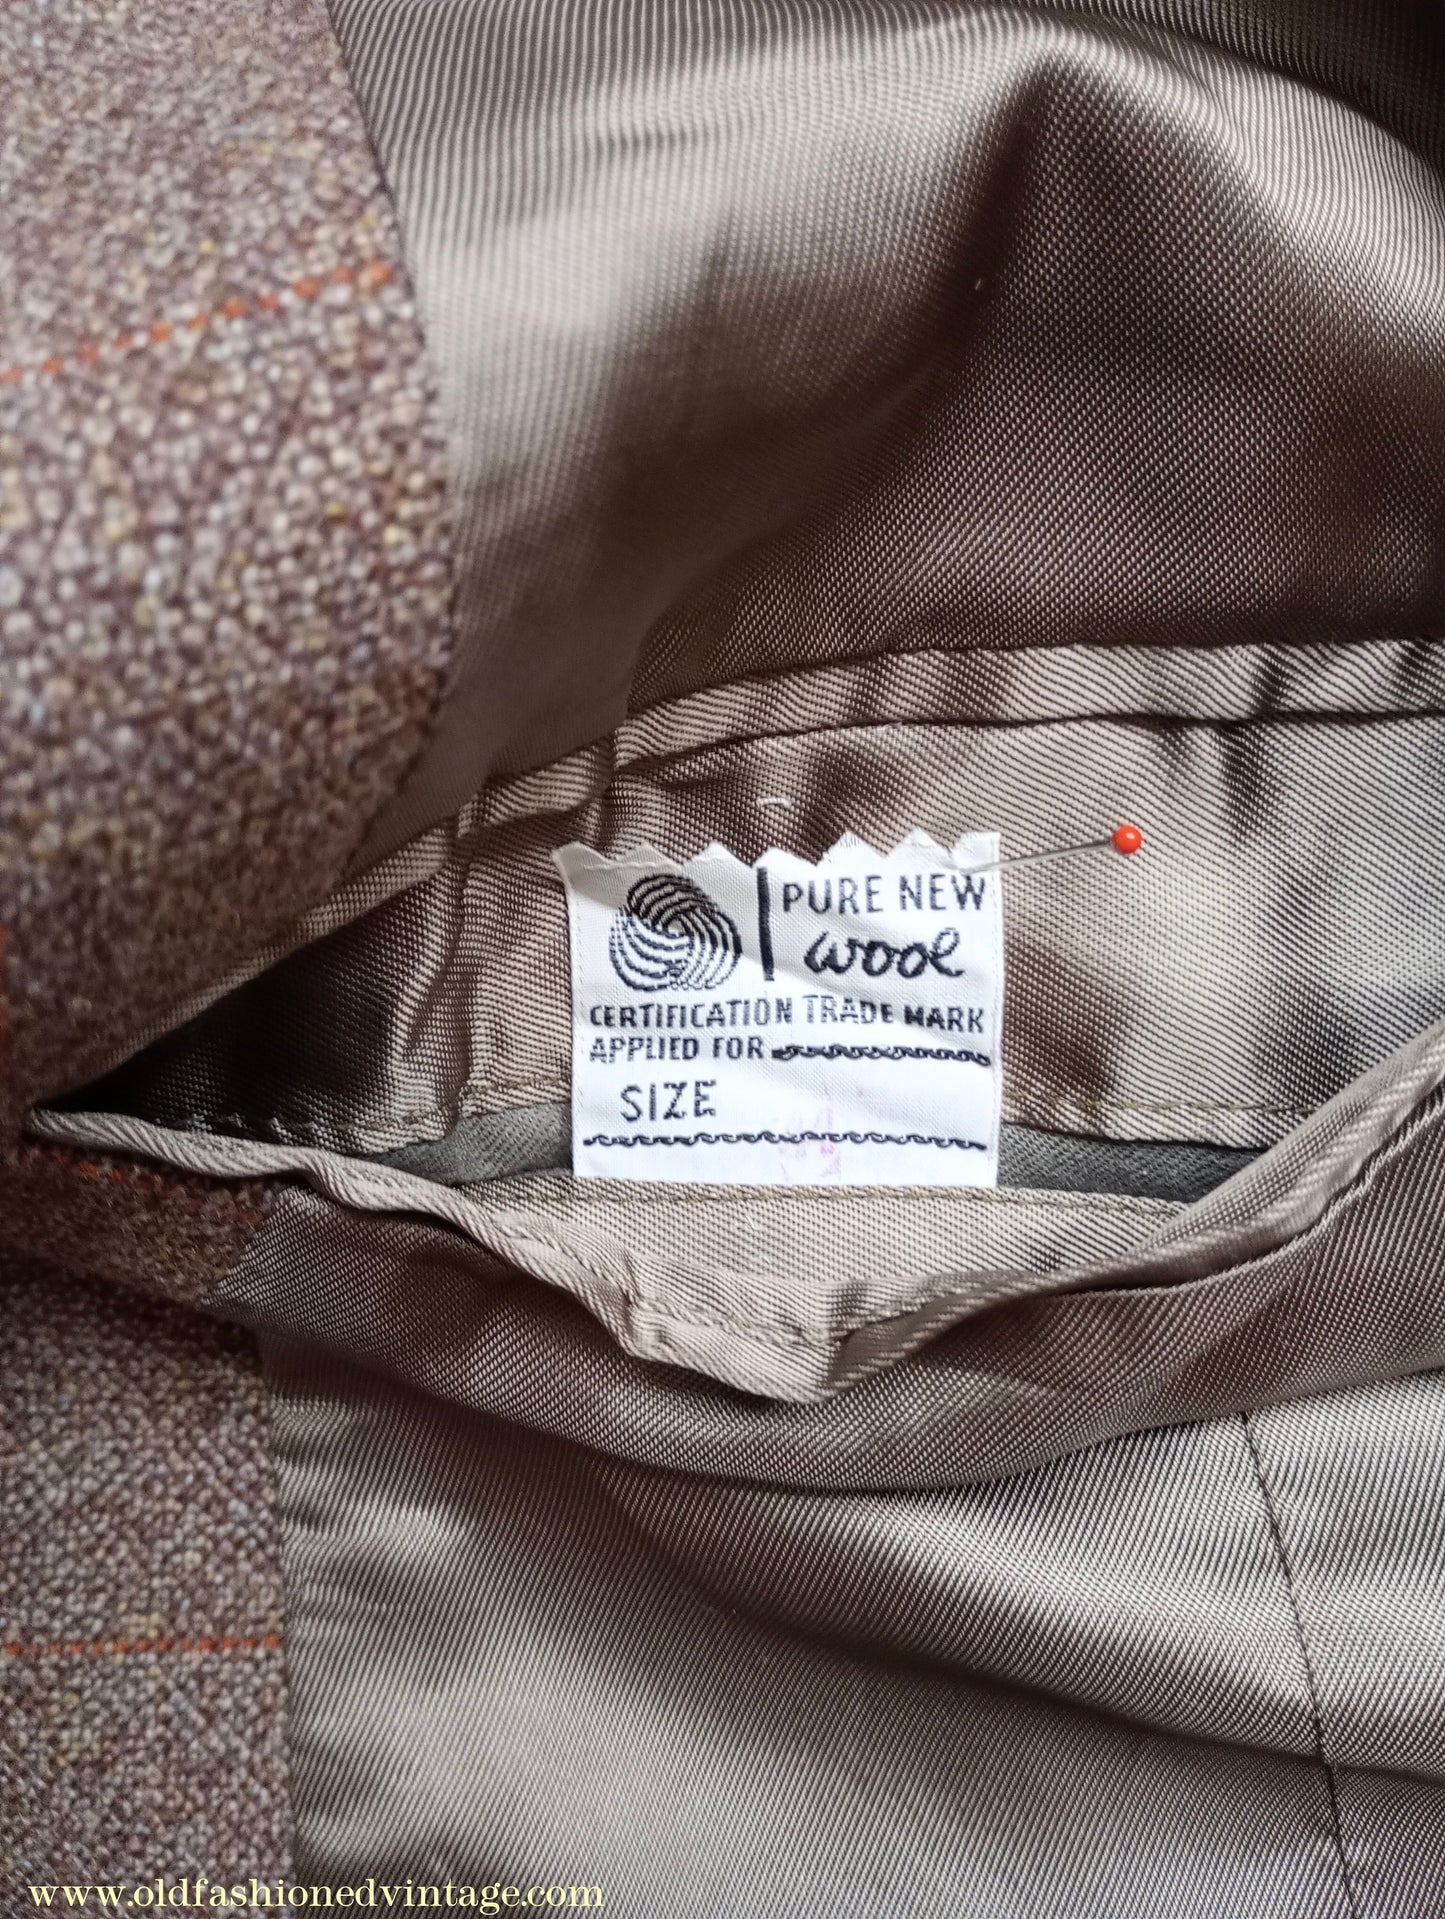 PURE NEW
wool
CERTIFICATION TRADE MARK
APPLIED FOR
SIZE
www.oldfashionedvintage.com